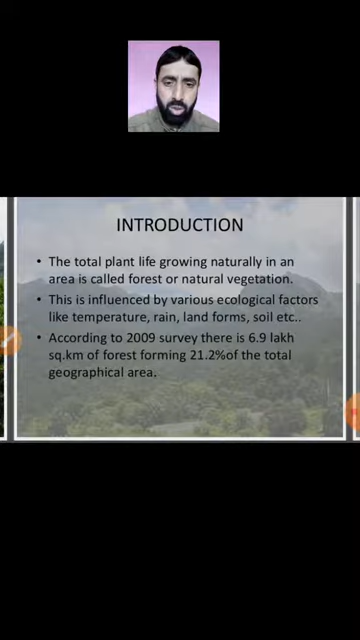 INTRODUCTION
• The total plant life growing naturally in an
area is called forest or natural vegetation.
• This is influenced by various ecological factors
like temperature, rain, land forms, soil etc..
• According to 2009 survey there is 6.9 lakh
sq.km of forest forming 21.2%of the total
geographical area.